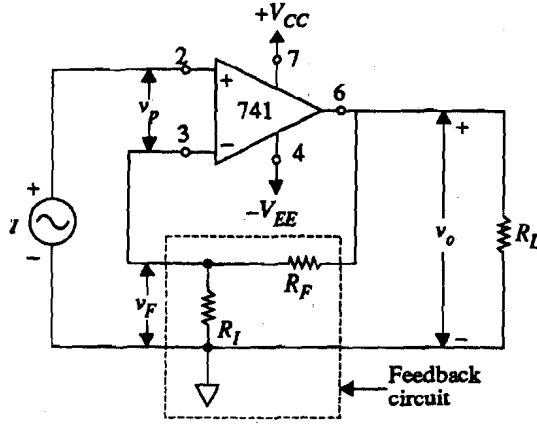 +V_CC
2
7
+
v_p
741
6
3
−
4
+
+
−V_EE
v_o
R_L
−
v_F
R_F
R_I
−
Feedback
circuit